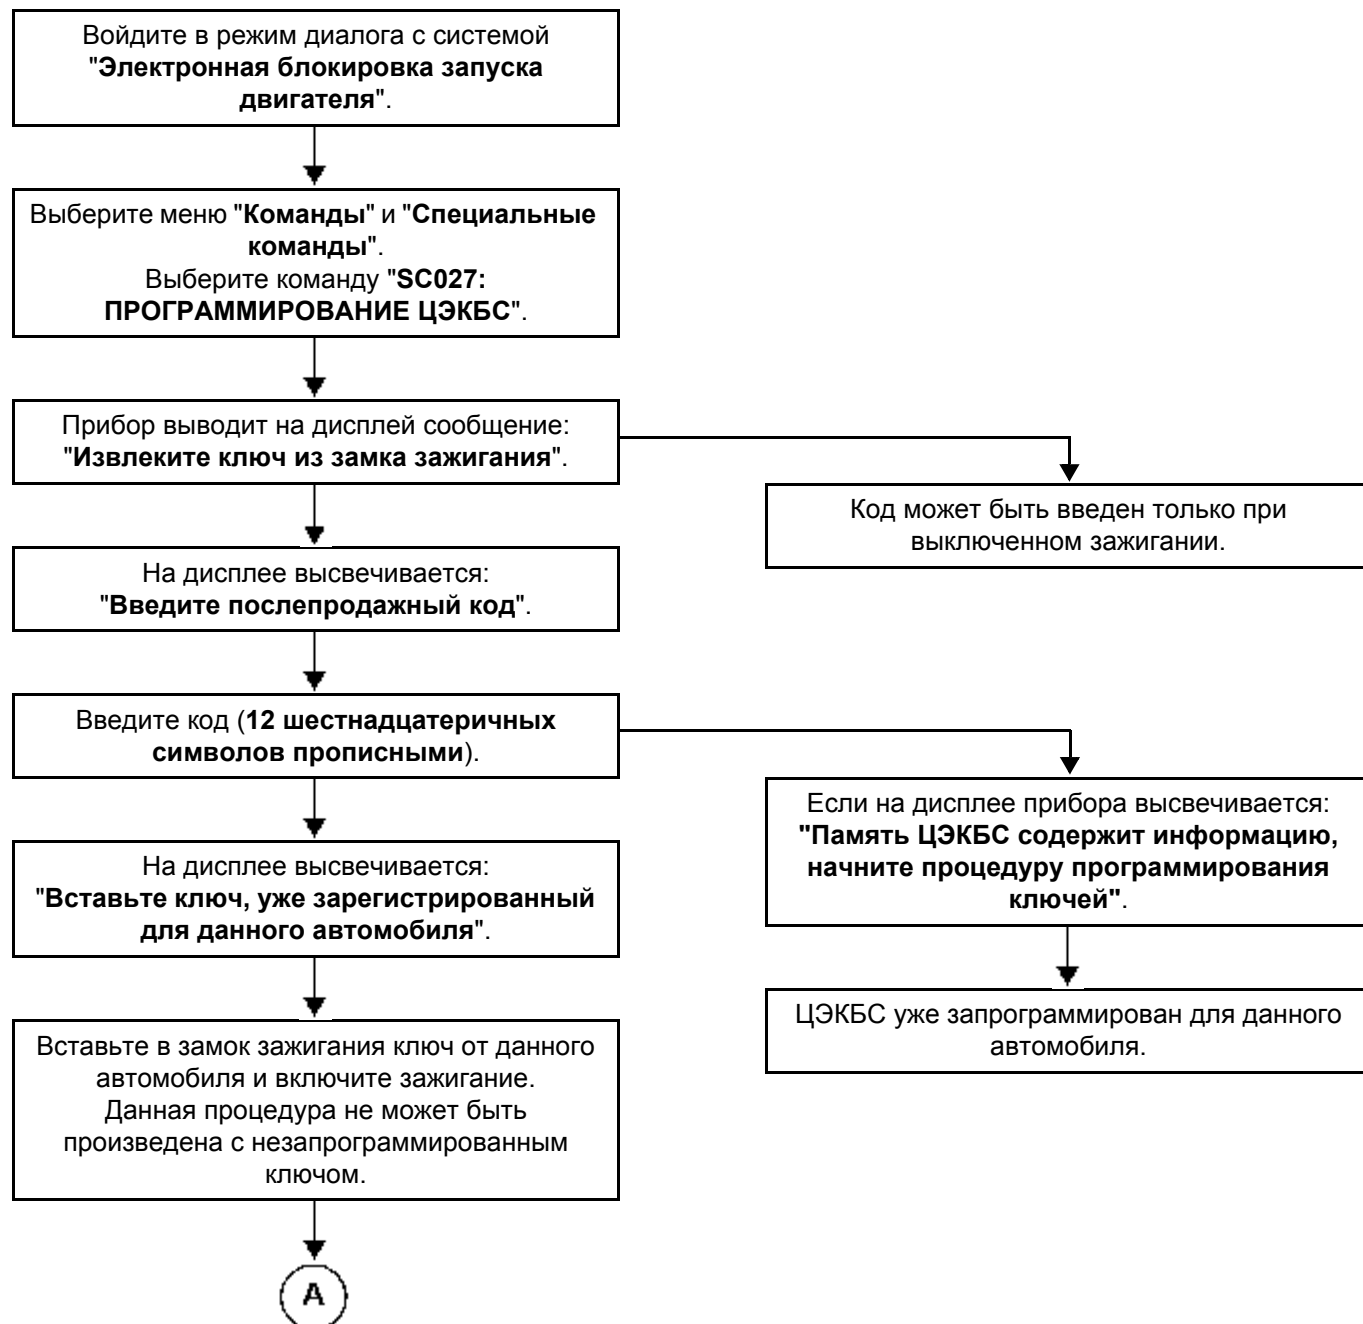 Войдите в режим диалога с системой
"Электронная блокировка запуска
двигателя".
Выберите меню "Команды" и "Специальные
команды".
Выберите команду "SC027:
ПРОГРАММИРОВАНИЕ ЦЭКБС".
Прибор выводит на дисплей сообщение:
"Извлеките ключ из замка зажигания".
Код может быть введен только при
выключенном зажигании.
На дисплее высвечивается:
"Введите послепродажный код".
Введите код (12 шестнадцатеричных
символов прописными).
Если на дисплее прибора высвечивается:
"Память ЦЭКБС содержит информацию,
начните процедуру программирования
ключей".
На дисплее высвечивается:
"Вставьте ключ, уже зарегистрированный
для данного автомобиля".
ЦЭКБС уже запрограммирован для данного
автомобиля.
Вставьте в замок зажигания ключ от данного
автомобиля и включите зажигание.
Данная процедура не может быть
произведена с незапрограммированным
ключом.
A